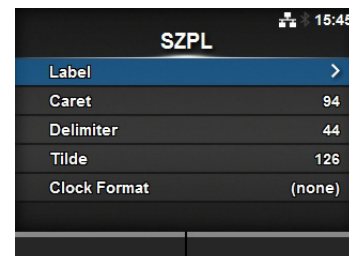 15:45
SZPL
Label >
Caret 94
Delimiter 44
Tilde 126
Clock Format (none)